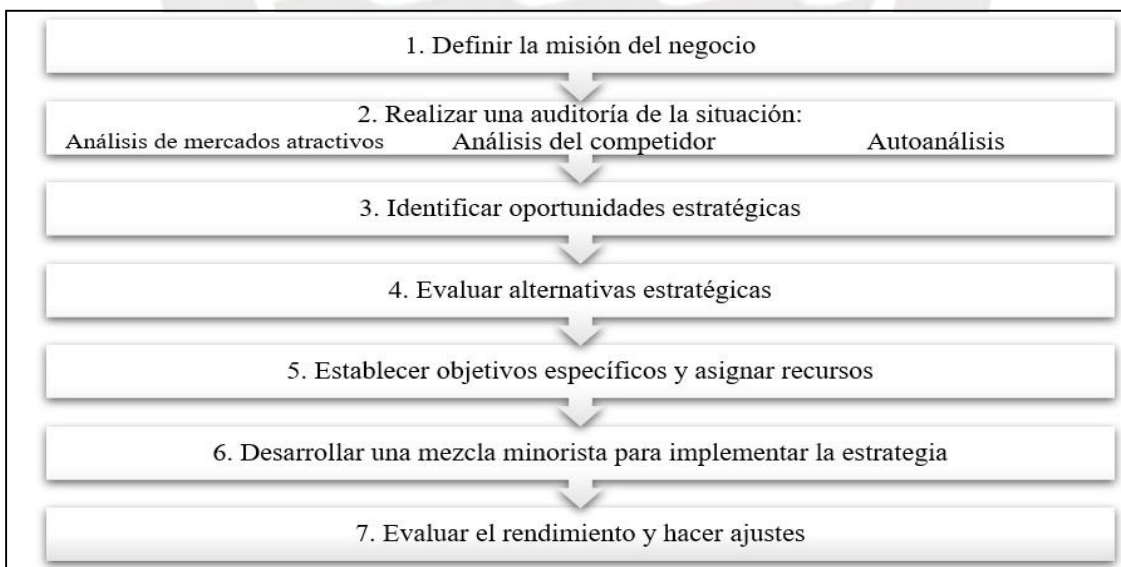 1. Definir la misión del negocio
2. Realizar una auditoría de la situación:
Análisis de mercados atractivos Análisis del competidor Autoanálisis
3. Identificar oportunidades estratégicas
4. Evaluar alternativas estratégicas
5. Establecer objetivos específicos y asignar recursos
6. Desarrollar una mezcla minorista para implementar la estrategia
7. Evaluar el rendimiento y hacer ajustes